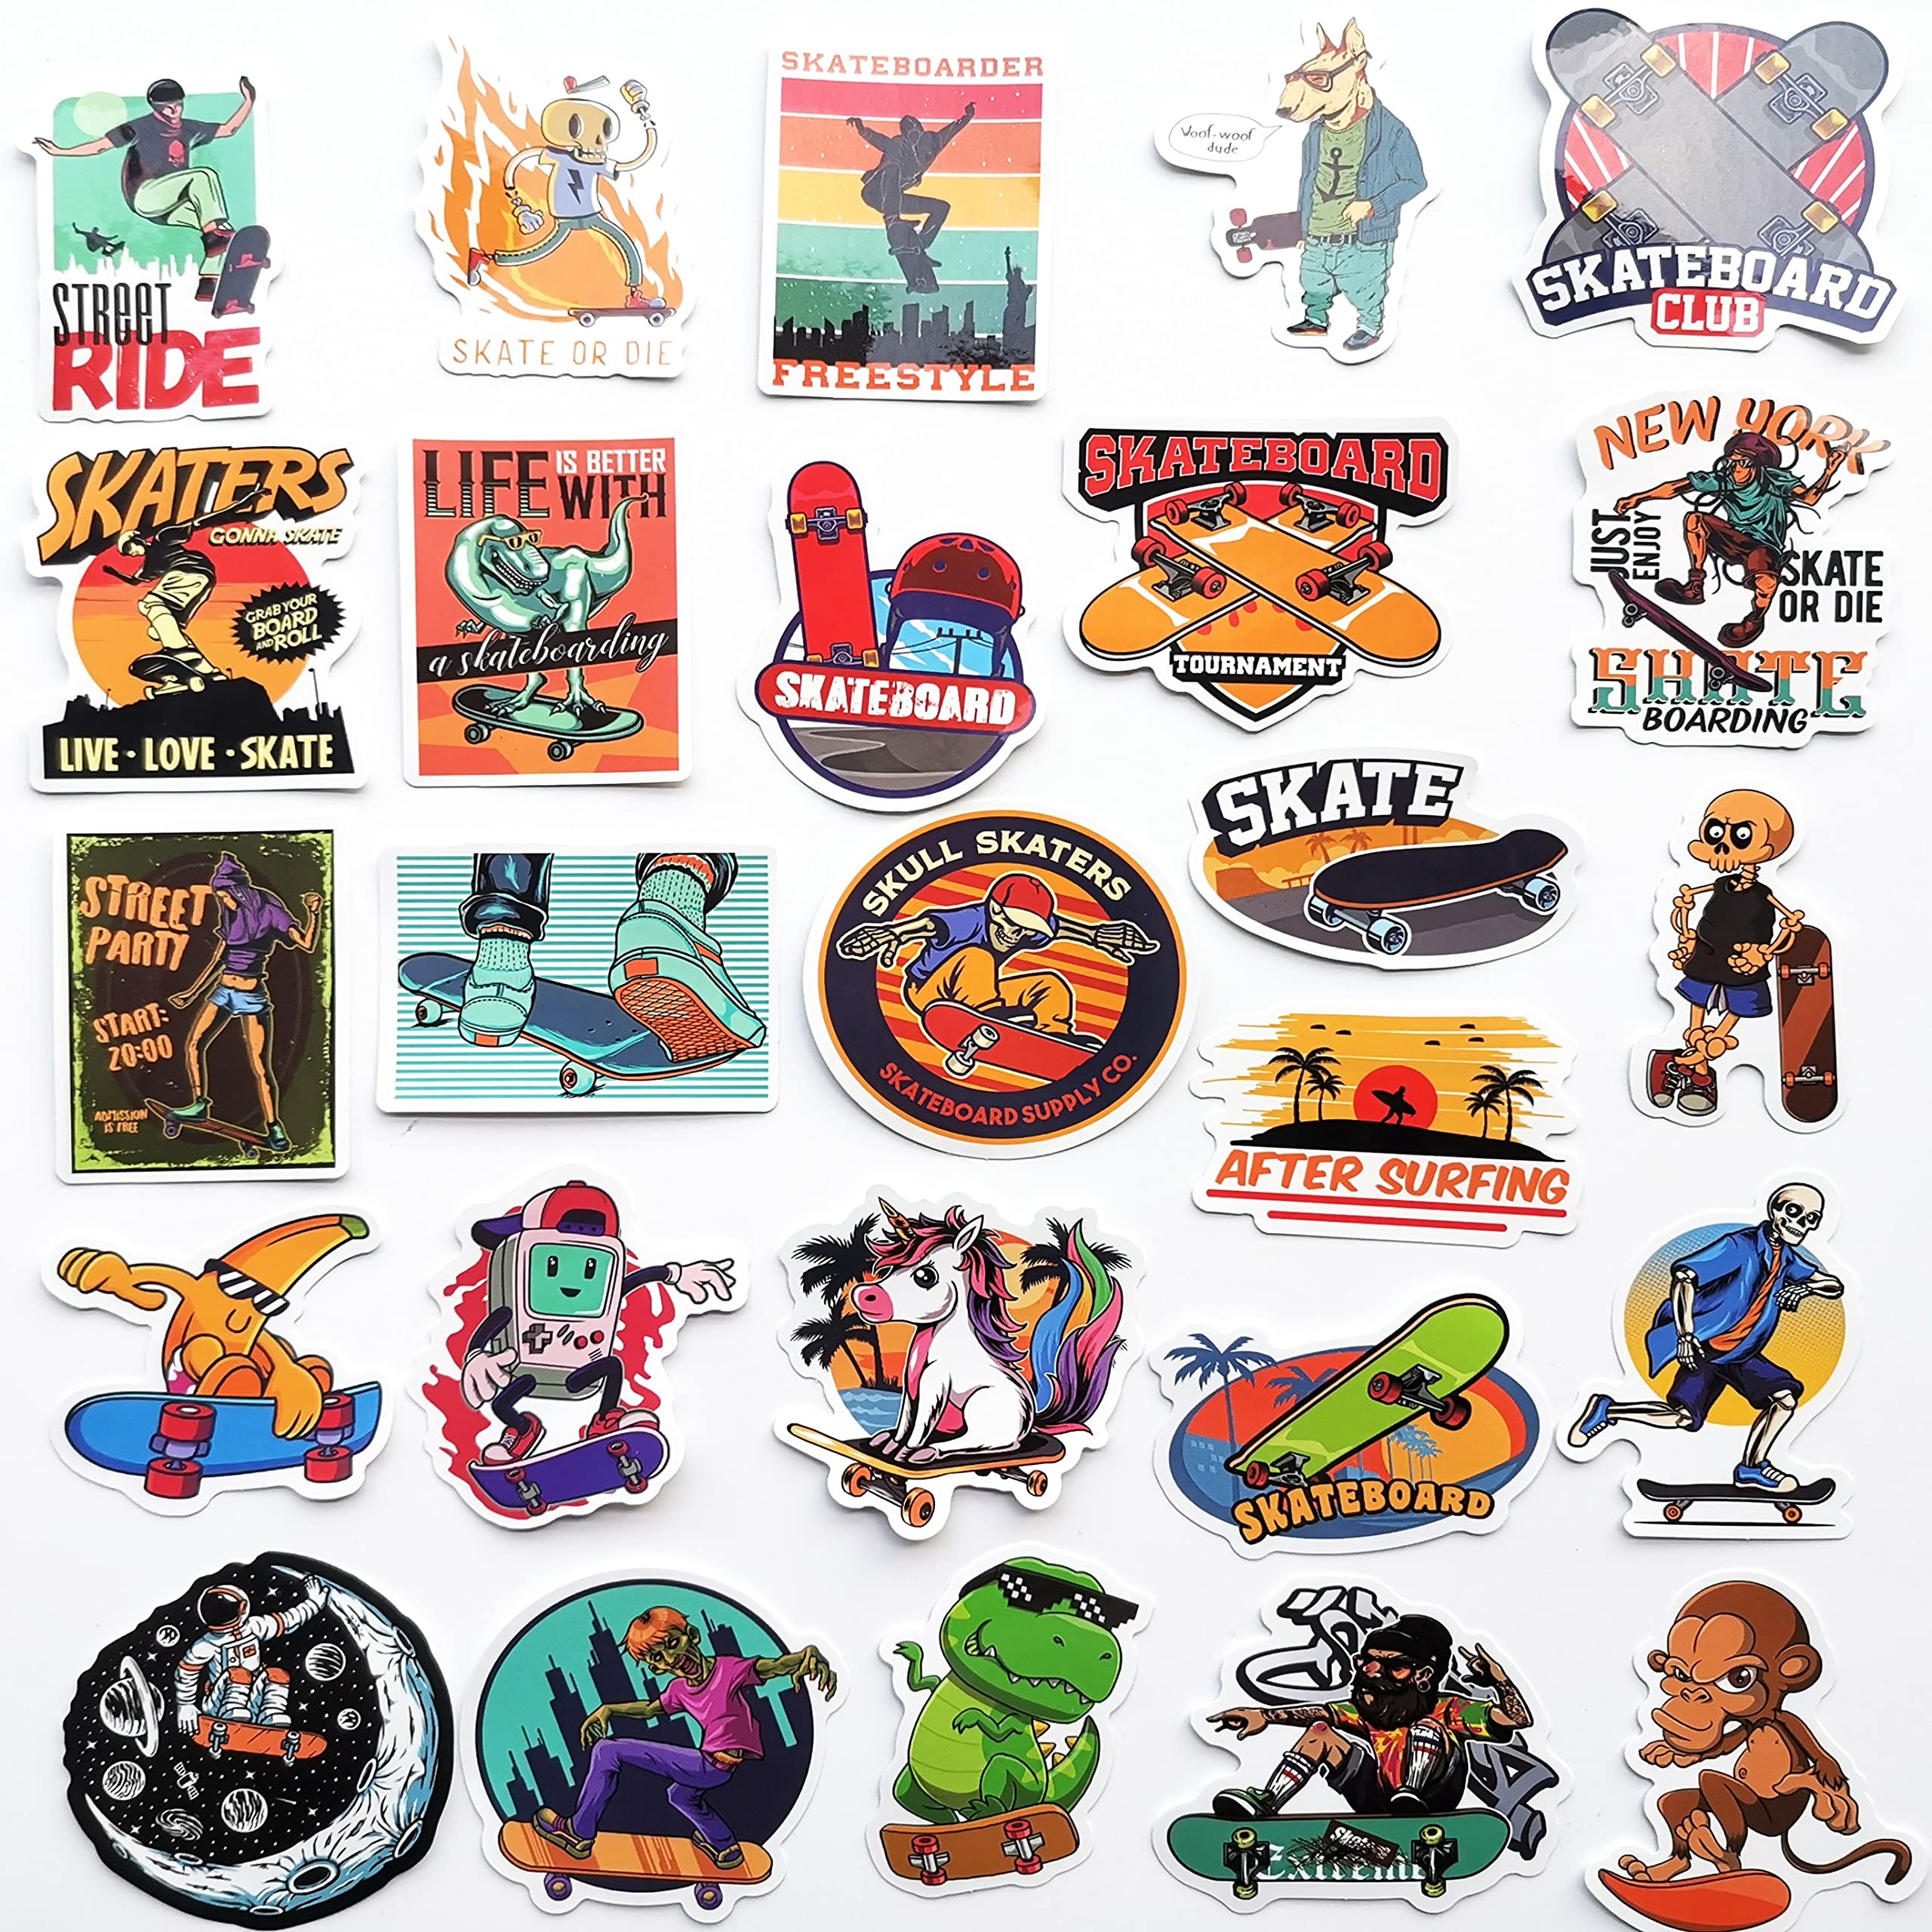 STREET
RIDE
SKATE OR DIE
SKATEBOARDER
FREESTYLE
Woof-woof
dude
SKATEBOARD
CLUB
SKATERS
GONNA SKATE
GRAB YOUR
BOARD
AND ROLL
LIVE · LOVE · SKATE
LIFE IS BETTER
WITH
a skateboarding
SKATEBOARD
SKATEBOARD
TOURNAMENT
NEW YORK
JUST
ENJOY
SKATE
OR DIE
SKATE
BOARDING
STREET
PARTY
START:
20:00
ADMISSION
IS FREE
SKULL SKATERS
SKATEBOARD SUPPLY CO.
SKATE
AFTER SURFING
SKATEBOARD
Extreme